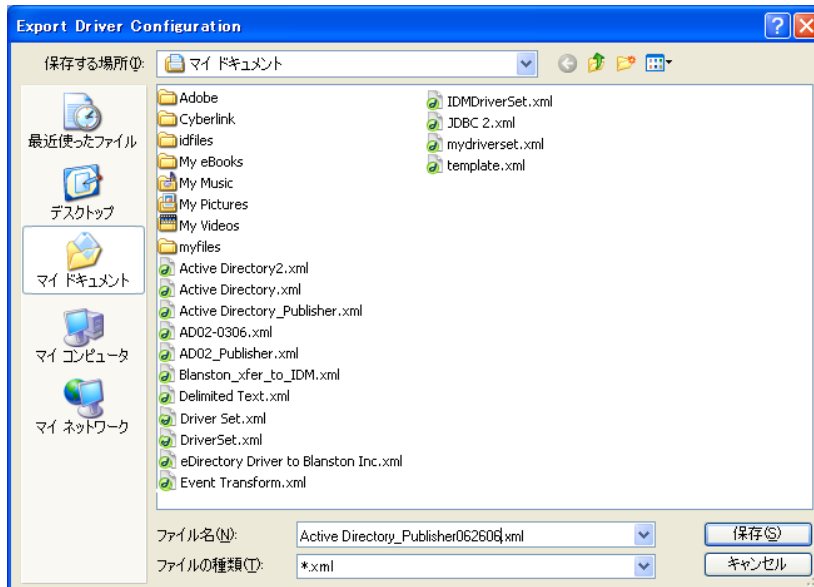 Export Driver Configuration
保存する場所(I):
マイ ドキュメント
最近使ったファイル
デスクトップ
マイ ドキュメント
マイ コンピュータ
マイ ネットワーク
Adobe
Cyberlink
idfiles
My eBooks
My Music
My Pictures
My Videos
myfiles
Active Directory2.xml
Active Directory.xml
Active Directory_Publisher.xml
AD02-0306.xml
AD02_Publisher.xml
Blanston_xfer_to_IDM.xml
Delimited Text.xml
Driver Set.xml
DriverSet.xml
eDirectory Driver to Blanston Inc.xml
Event Transform.xml
IDMDriverSet.xml
JDBC 2.xml
mydriverset.xml
template.xml
ファイル名(N):
Active Directory_Publisher062606.xml
保存(S)
ファイルの種類(T):
*.xml
キャンセル